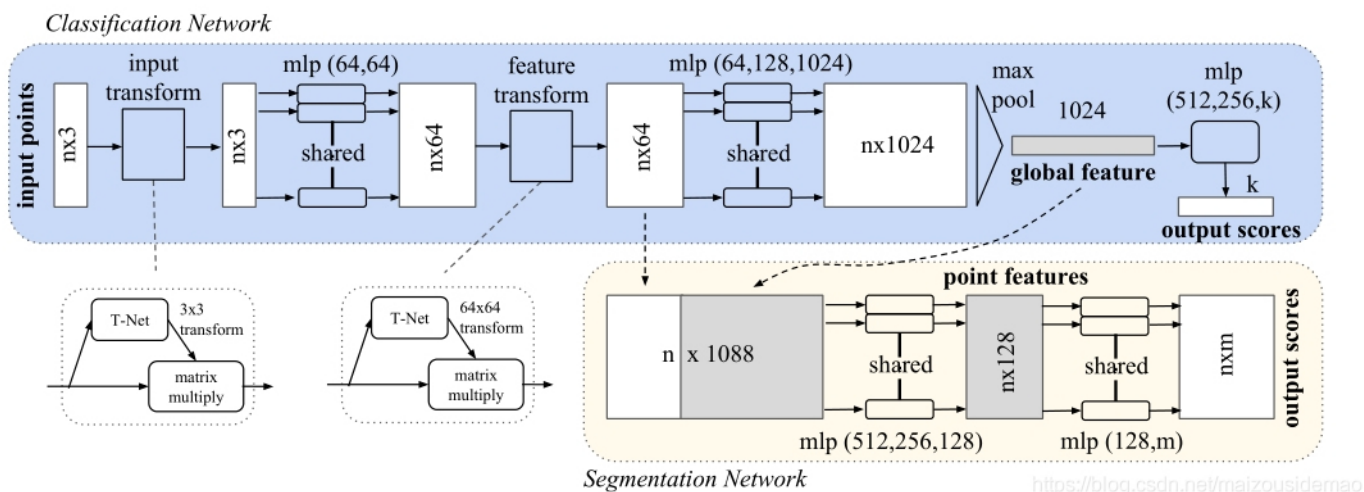 Classification Network
input points
nx3
input
transform
nx3
mlp (64,64)
shared
nx64
feature
transform
nx64
mlp (64,128,1024)
shared
nx1024
max
pool
1024
global feature
mlp
(512,256,k)
k
output scores
T-Net
3x3
transform
matrix
multiply
T-Net
64x64
transform
matrix
multiply
point features
n x 1088
shared
mlp (512,256,128)
nx128
shared
mlp (128,m)
nxm
output scores
Segmentation Network
https://blog.csdn.net/maizousidemao